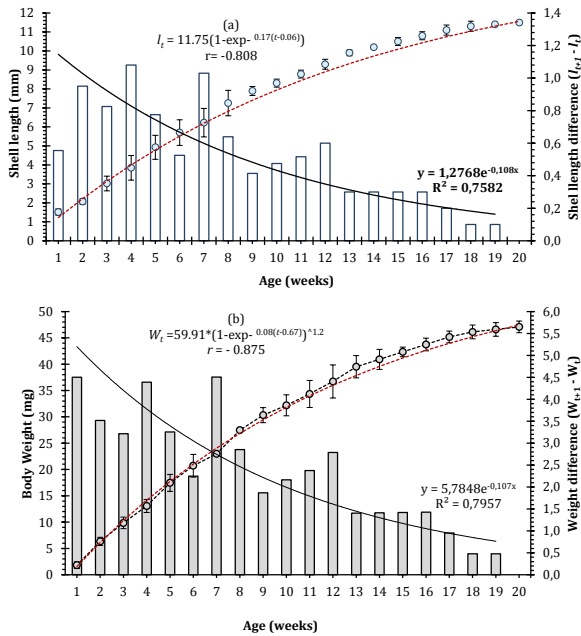 (a)
l_t = 11.75(1-exp- 0.17(t-0.06))
r= -0.808
12
11
10
9
8
7
6
5
4
3
2
1
0
Shell length (mm)
1,4
1,2
1,0
0,8
0,6
0,4
0,2
0,0
Shell length difference (l_t+1 - l_t)
y = 1,2768e^-0,108x
R² = 0,7582
1 2 3 4 5 6 7 8 9 10 11 12 13 14 15 16 17 18 19 20
Age (weeks)
(b)
W_t =59.91*(1-exp- 0.08(t-0.67))^1.2
r = - 0.875
50
45
40
35
30
25
20
15
10
5
0
Body Weight (mg)
6,0
5,5
5,0
4,5
4,0
3,5
3,0
2,5
2,0
1,5
1,0
0,5
0,0
Weight difference (W_t+1 - W_t)
y = 5,7848e^-0,107x
R² = 0,7957
1 2 3 4 5 6 7 8 9 10 11 12 13 14 15 16 17 18 19 20
Age (weeks)